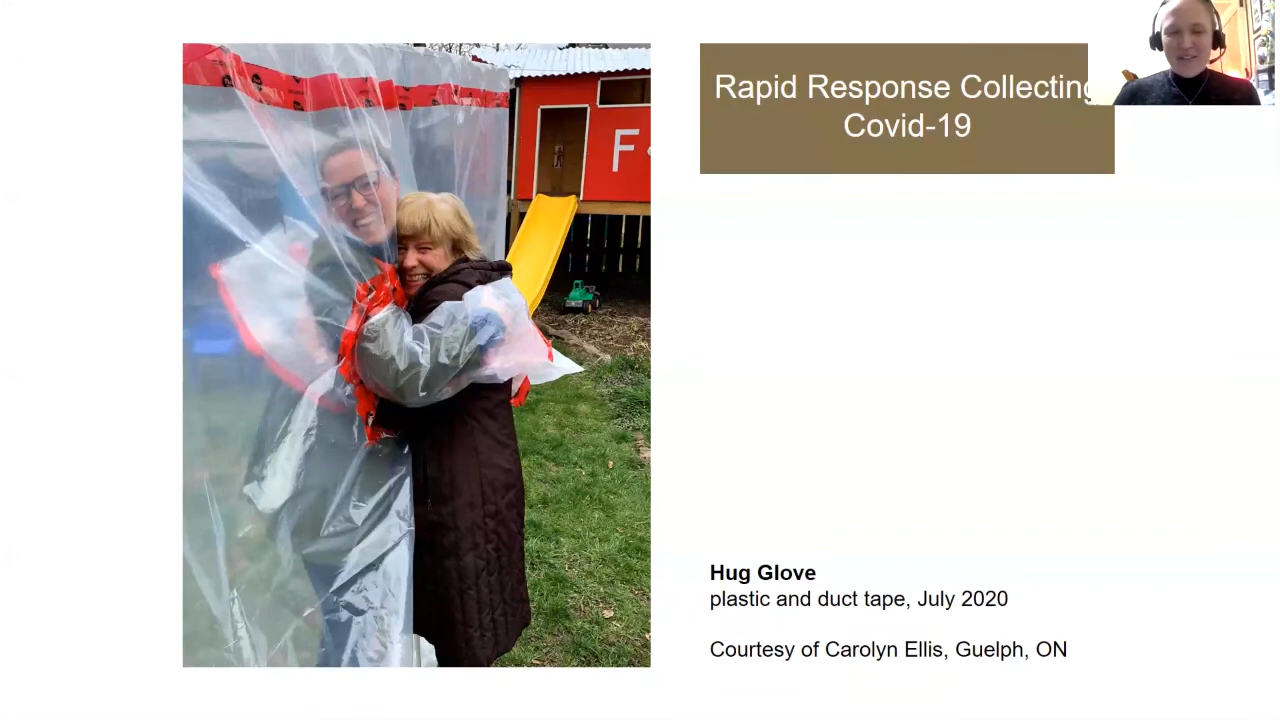 Rapid Response Collecting
Covid-19
F
Hug Glove
plastic and duct tape, July 2020
Courtesy of Carolyn Ellis, Guelph, ON